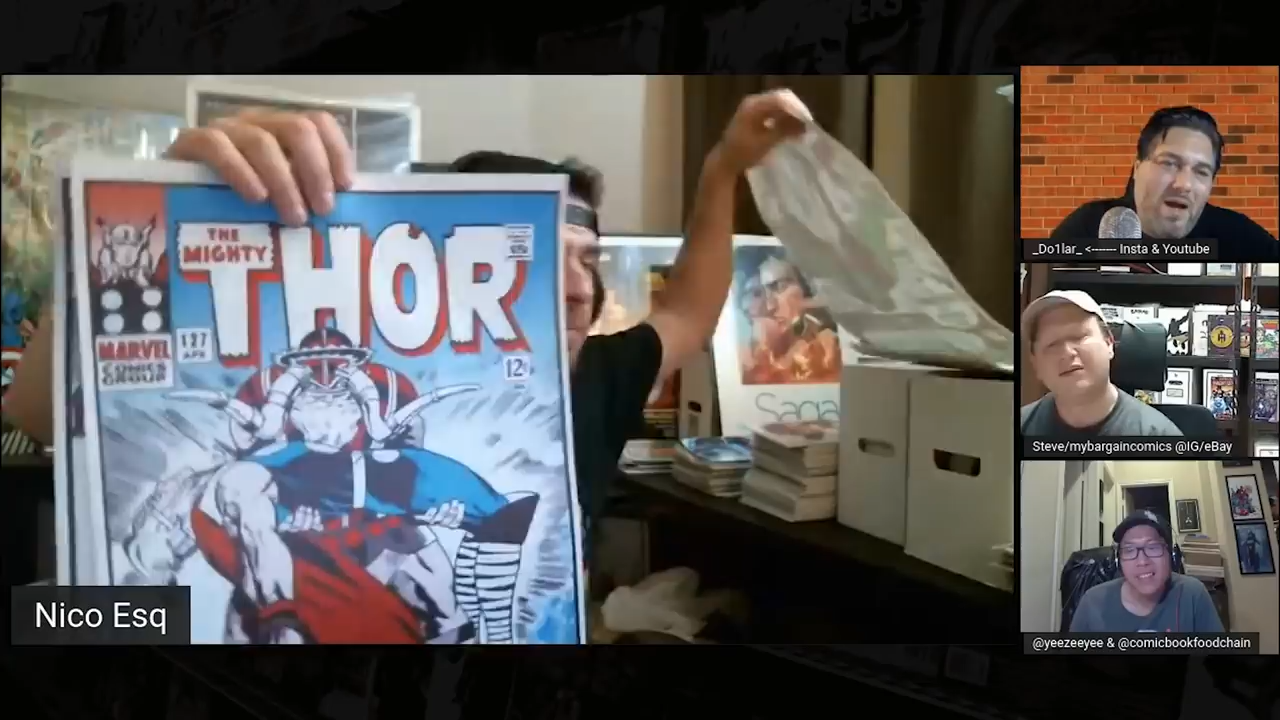 THE
MIGHTY
THOR
127
APR
12¢
MARVEL
COMICS
GROUP
Saga
Nico Esq
_Do1lar_ <------ Insta & Youtube
Steve/mybargaincomics @IG/eBay
@yeezeeyee & @comicbookfoodchain